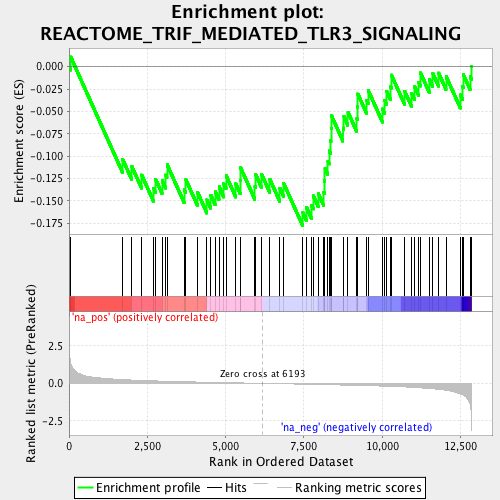 Enrichment plot:
REACTOME_TRIF_MEDIATED_TLR3_SIGNALING
Enrichment score (ES)
0.000
-0.025
-0.050
-0.075
-0.100
-0.125
-0.150
-0.175
'na_pos' (positively correlated)
Ranked list metric (PreRanked)
2.5
0.0
-2.5
Zero cross at 6193
'na_neg' (negatively correlated)
0
2,500
5,000
7,500
10,000
12,500
Rank in Ordered Dataset
Enrichment profile
Hits
Ranking metric scores